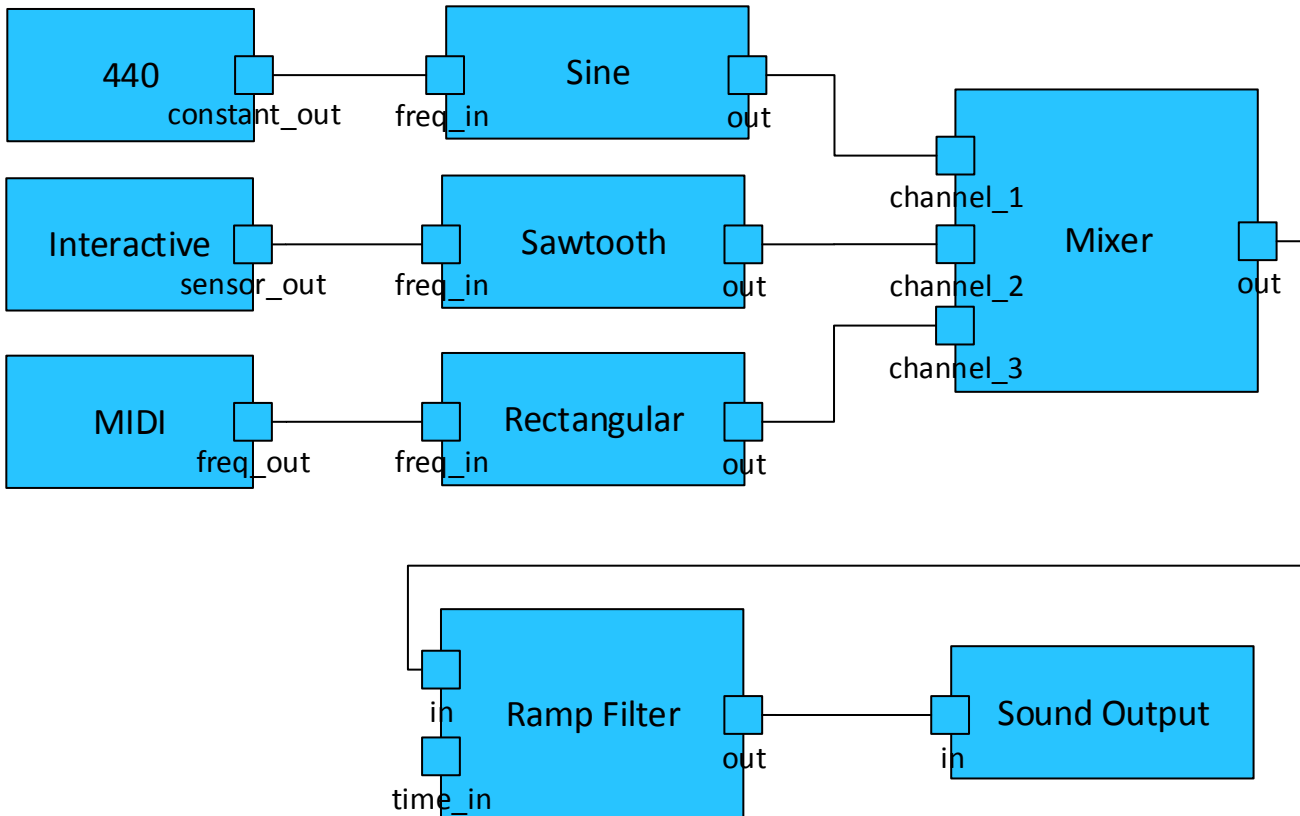 440
constant_out
freq_in
Sine
out
channel_1
Interactive
sensor_out
freq_in
Sawtooth
out
channel_2
Mixer
out
MIDI
freq_out
freq_in
Rectangular
out
channel_3
in
time_in
Ramp Filter
out
in
Sound Output